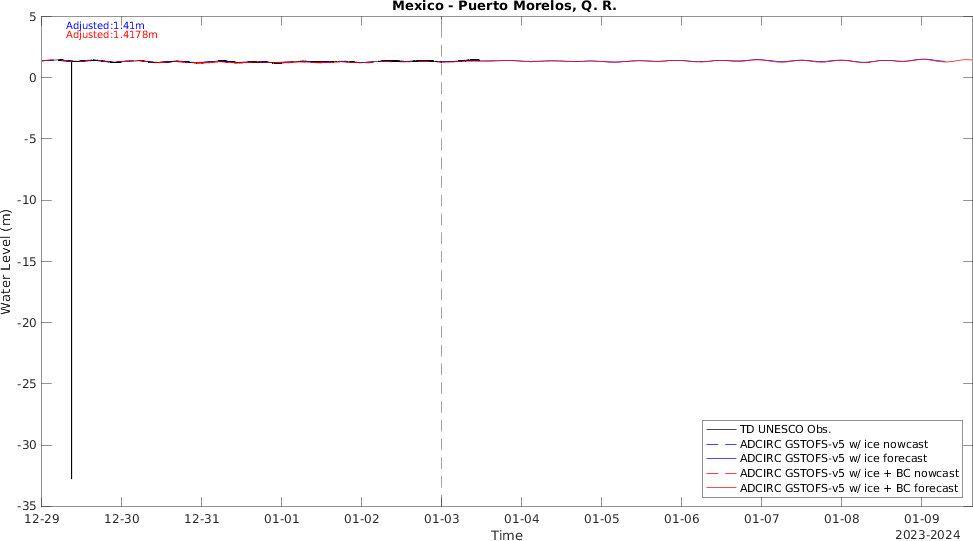 Mexico - Puerto Morelos, Q. R.
Adjusted:1.41m
Adjusted:1.4178m
5
0
-5
-10
-15
-20
-25
-30
-35
Water Level (m)
TD UNESCO Obs.
ADCIRC GSTOFS-v5 w/ ice nowcast
ADCIRC GSTOFS-v5 w/ ice forecast
ADCIRC GSTOFS-v5 w/ ice + BC nowcast
ADCIRC GSTOFS-v5 w/ ice + BC forecast
12-29 12-30 12-31 01-01 01-02 01-03 01-04 01-05 01-06 01-07 01-08 01-09
Time
2023-2024